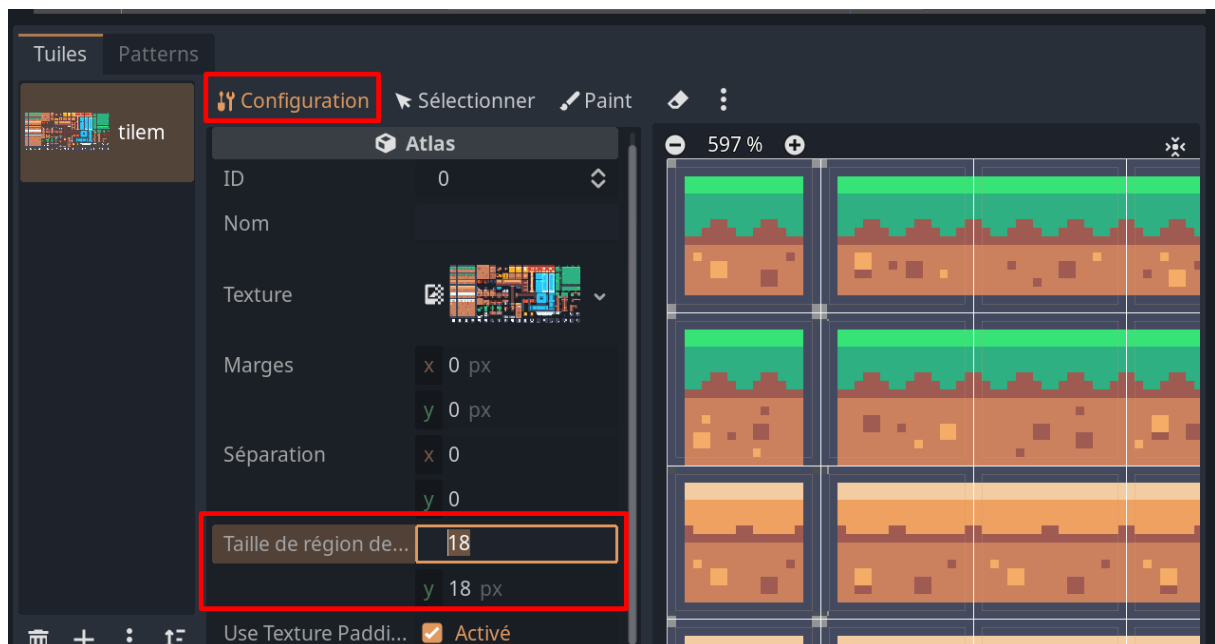 Tuiles Patterns
tilem
Configuration Sélectionner Paint
Atlas
ID 0
Nom
Texture
Marges x 0 px
y 0 px
Séparation x 0
y 0
Taille de région de... 18
y 18 px
Use Texture Paddi... Activé
597 %